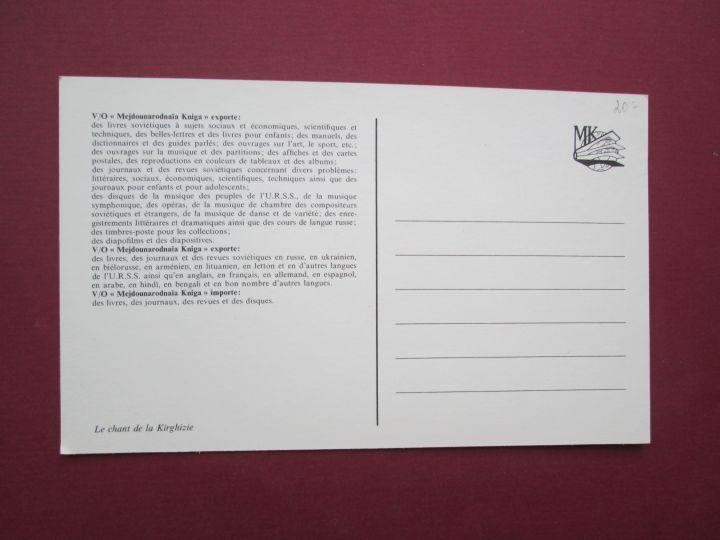 V/O « Mejdounarodnaïa Kniga » exporte:
des livres soviétiques à sujets sociaux et économiques, scientifiques et
techniques, des belles-lettres et des livres pour enfants; des manuels, des
dictionnaires et des guides parlés; des ouvrages sur l'art, le sport, etc.;
des ouvrages sur la musique et des partitions; des affiches et des cartes
postales, des reproductions en couleurs de tableaux et des albums;
des journaux et des revues soviétiques concernant divers problèmes:
littéraires, sociaux, économiques, scientifiques, techniques ainsi que des
journaux pour enfants et pour adolescents;
des disques de la musique des peuples de l'U.R.S.S., de la musique
symphonique, des opéras, de la musique de chambre des compositeurs
soviétiques et étrangers, de la musique de danse et de variété; des enre-
gistrements littéraires et dramatiques ainsi que des cours de langue russe;
des timbres-poste pour les collections;
des diapofilms et des diapositives.
V/O « Mejdounarodnaïa Kniga » exporte:
des livres, des journaux et des revues soviétiques en russe, en ukrainien,
en biélorusse, en arménien, en lituanien, en letton et en d'autres langues
de l'U.R.S.S. ainsi qu'en anglais, en français, en allemand, en espagnol,
en arabe, en hindi, en bengali et en bon nombre d'autres langues.
V/O « Mejdounarodnaïa Kniga » importe:
des livres, des journaux, des revues et des disques.
Le chant de la Kirghizie
20-
MK